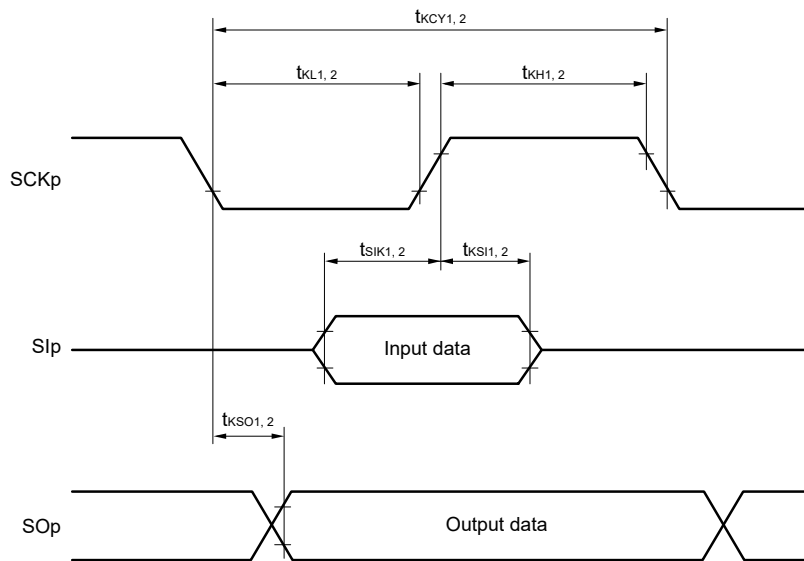 tKCY1, 2
tKL1, 2
tKH1, 2
SCKp
tSIK1, 2
tKSI1, 2
SIp
Input data
tKSO1, 2
SOp
Output data